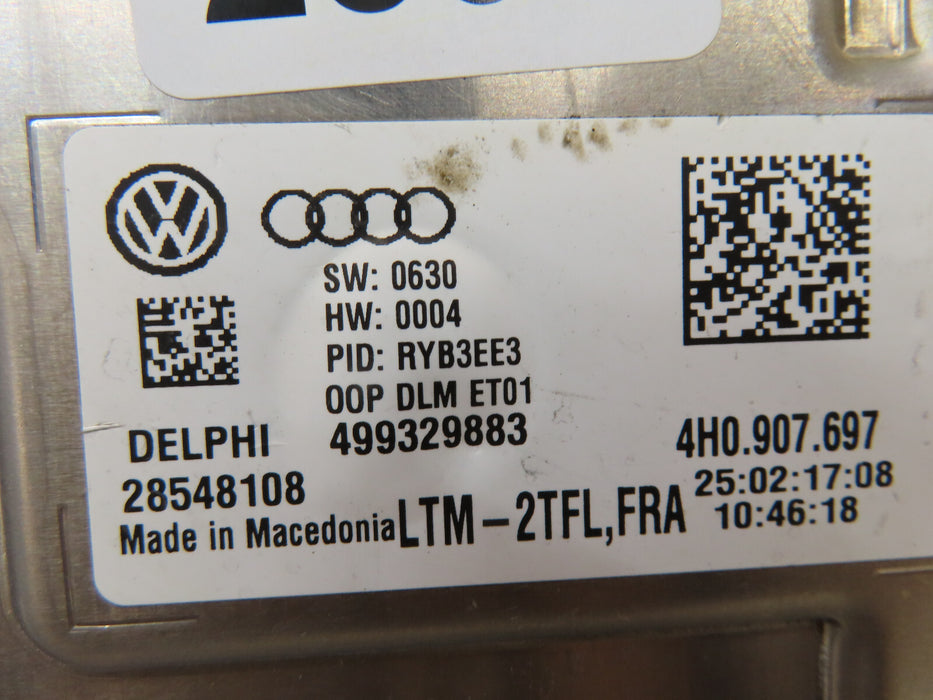 SW: 0630
HW: 0004
PID: RYB3EE3
OOP DLM ET01
DELPHI 499329883
28548108
Made in Macedonia LTM-2TFL,FRA
4H0.907.697
25:02:17:08
10:46:18